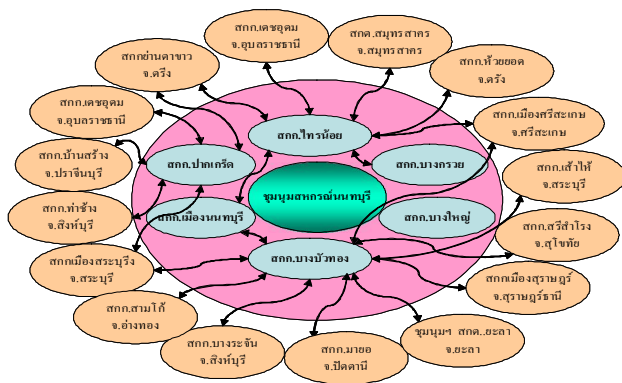 สกก.เดชอุดม
จ.อุบลราชธานี
สกต.สมุทรสาคร
จ.สมุทรสาคร
สกกย่านตาขาว
จ.ตรัง
สกก.ห้วยยอด
จ.ตรัง
สกก.เดชอุดม
จ.อุบลราชธานี
สกก.เมืองศรีสะเกษ
จ.ศรีสะเกษ
สกก.ไทรน้อย
สกก.บ้านสร้าง
จ.ปราจีนบุรี
สกก.ปากเกร็ด
สกก.บางกรวย
สกก.เส้าไห้
จ.สระบุรี
ชุมนุมสหกรณ์นนทบุรี
สกก.ท่าช้าง
จ.สิงห์บุรี
สกก.เมืองนนทบุรี
สกก.บางใหญ่
สกก.ศรีสำโรง
จ.สุโขทัย
สกก.บางบัวทอง
สกกเมืองสระบุรีง
จ.สระบุรี
สกกเมืองสุราษฎร์
จ.สุราษฎร์ธานี
สกก.สามโก้
จ.อ่างทอง
สกก.บางระจัน
จ.สิงห์บุรี
สกก.มายอ
จ.ปัตตานี
ชุมนุมฯ สกต..ยะลา
จ.ยะลา